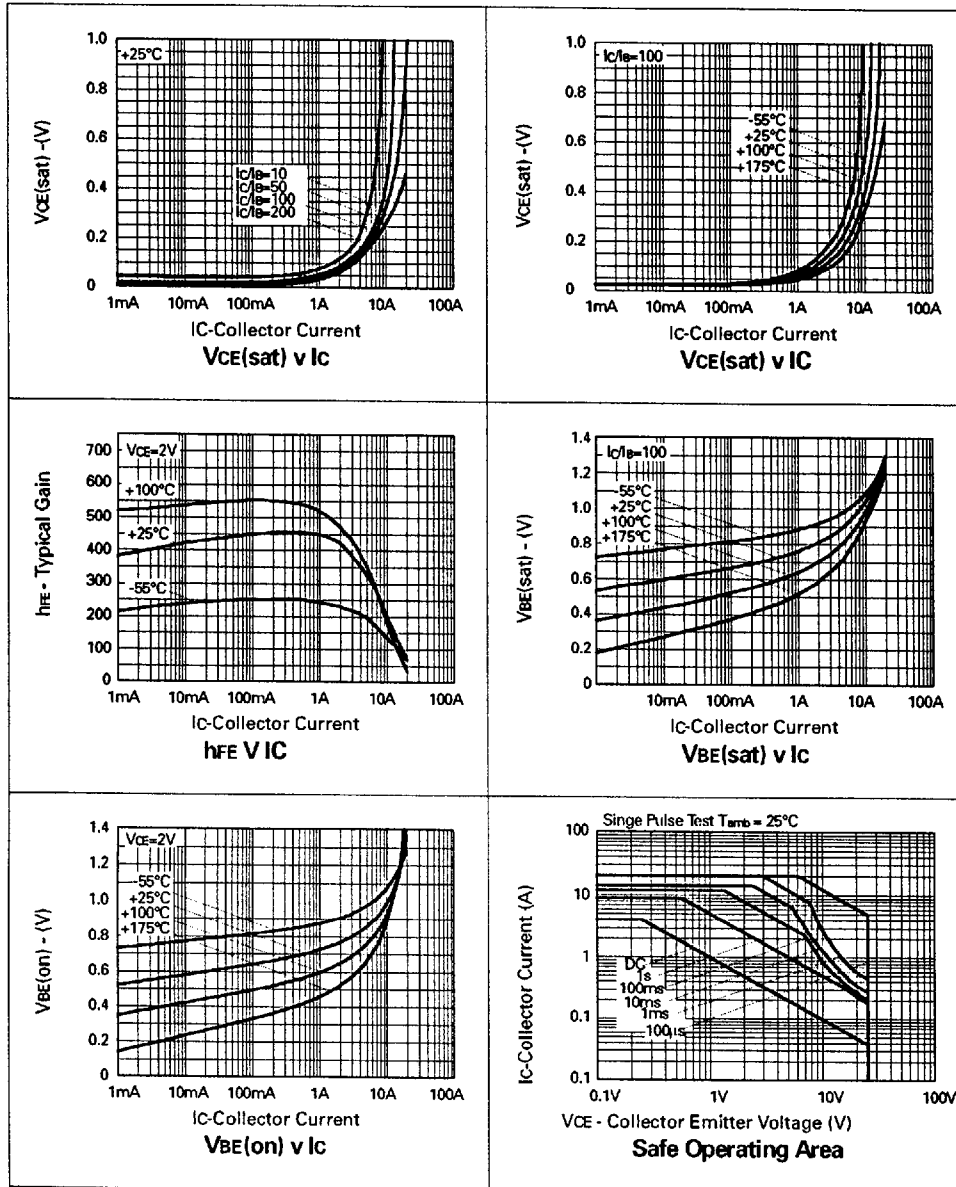 1.0
+25°C
0.8
0.6
0.4
0.2
0
VCE(sat) -(V)
IC/IB=10
IC/IB=50
IC/IB=100
IC/IB=200
1mA 10mA 100mA 1A 10A 100A
IC-Collector Current
VCE(sat) v IC
1.0
IC/IB=100
0.8
0.6
0.4
0.2
0
VCE(sat) -(V)
-55°C
+25°C
+100°C
+175°C
1mA 10mA 100mA 1A 10A 100A
IC-Collector Current
VCE(sat) v IC
700
600
500
400
300
200
100
0
hFE - Typical Gain
VCE=2V
+100°C
+25°C
-55°C
1mA 10mA 100mA 1A 10A 100A
IC-Collector Current
hFE V IC
1.4
1.2
1.0
0.8
0.6
0.4
0.2
0
VBE(sat) - (V)
IC/IB=100
-55°C
+25°C
+100°C
+175°C
10mA 100mA 1A 10A 100A
IC-Collector Current
VBE(sat) v IC
1.4
1.2
1.0
0.8
0.6
0.4
0.2
0
VBE(on) - (V)
VCE=2V
-55°C
+25°C
+100°C
+175°C
1mA 10mA 100mA 1A 10A 100A
IC-Collector Current
VBE(on) v IC
Singe Pulse Test Tamb = 25°C
100
10
1
0.1
0.1
IC-Collector Current (A)
DC
1s
100ms
10ms
1ms
100µs
0.1V 1V 10V 100V
VCE - Collector Emitter Voltage (V)
Safe Operating Area